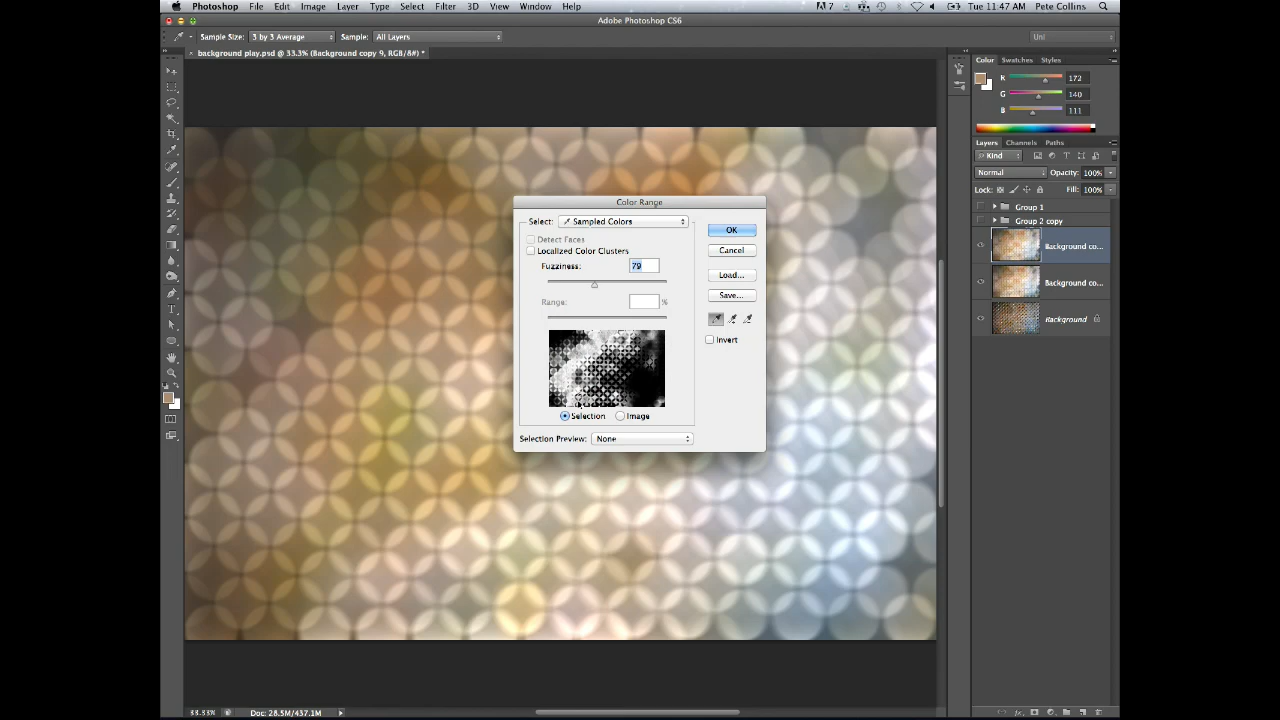 Photoshop File Edit Image Layer Type Select Filter 3D View Window Help 7 Tue 11:47 AM Pete Collins
Adobe Photoshop CS6
Sample Size: 3 by 3 Average Sample: All Layers
background play.psd @ 33.3% (Background copy 9, RGB/8#) *
Color Swatches Styles
172
G 140
B 111
Layers Channels Paths
Kind
Normal Opacity: 100%
Lock: Fill: 100%
Group 1
Group 2 copy
Background co...
Background co...
Background
Color Range
Select: Sampled Colors
Detect Faces
Localized Color Clusters
Fuzziness: 79
Range: %
Selection Image
Selection Preview: None
OK
Cancel
Load...
Save...
Invert
33.33% Doc: 28.5M/437.1M